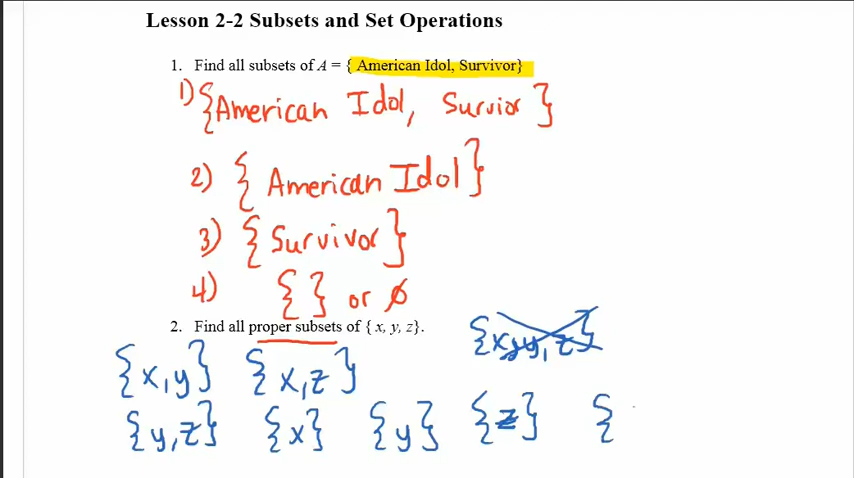 Lesson 2-2 Subsets and Set Operations
1. Find all subsets of A = { American Idol, Survivor}
1) {American Idol, Survior }
2) { American Idol}
3) {Survivor}
4) { } or ∅
2. Find all proper subsets of { x, y, z}.
{x,y,z}
{x,y} {x,z}
{y,z} {x} {y} {z} {